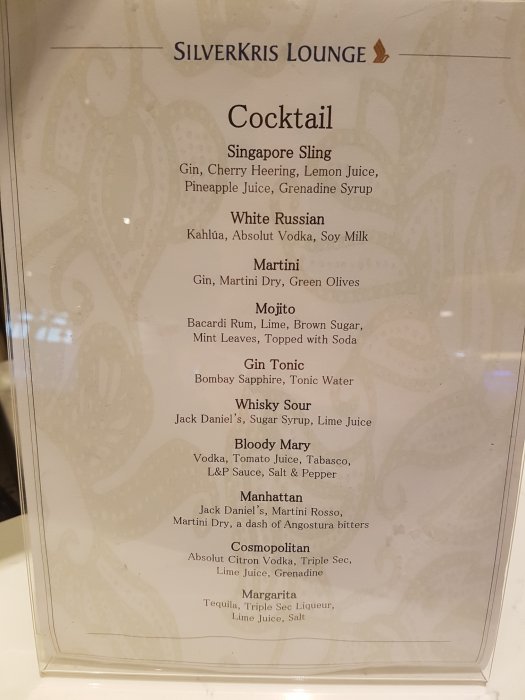 SILVERKRIS LOUNGE
Cocktail
Singapore Sling
Gin, Cherry Heering, Lemon Juice,
Pineapple Juice, Grenadine Syrup
White Russian
Kahlúa, Absolut Vodka, Soy Milk
Martini
Gin, Martini Dry, Green Olives
Mojito
Bacardi Rum, Lime, Brown Sugar,
Mint Leaves, Topped with Soda
Gin Tonic
Bombay Sapphire, Tonic Water
Whisky Sour
Jack Daniel's, Sugar Syrup, Lime Juice
Bloody Mary
Vodka, Tomato Juice, Tabasco,
L&P Sauce, Salt & Pepper
Manhattan
Jack Daniel's, Martini Rosso,
Martini Dry, a dash of Angostura bitters
Cosmopolitan
Absolut Citron Vodka, Triple Sec,
Lime Juice, Grenadine
Margarita
Tequila, Triple Sec Liqueur,
Lime Juice, Salt